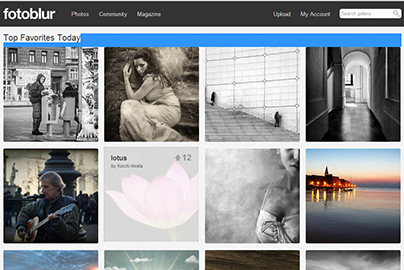 fotoblur Photos Community Magazine Upload My Account Search gallery
Top Favorites Today
lotus 12
by Koichi Hirata